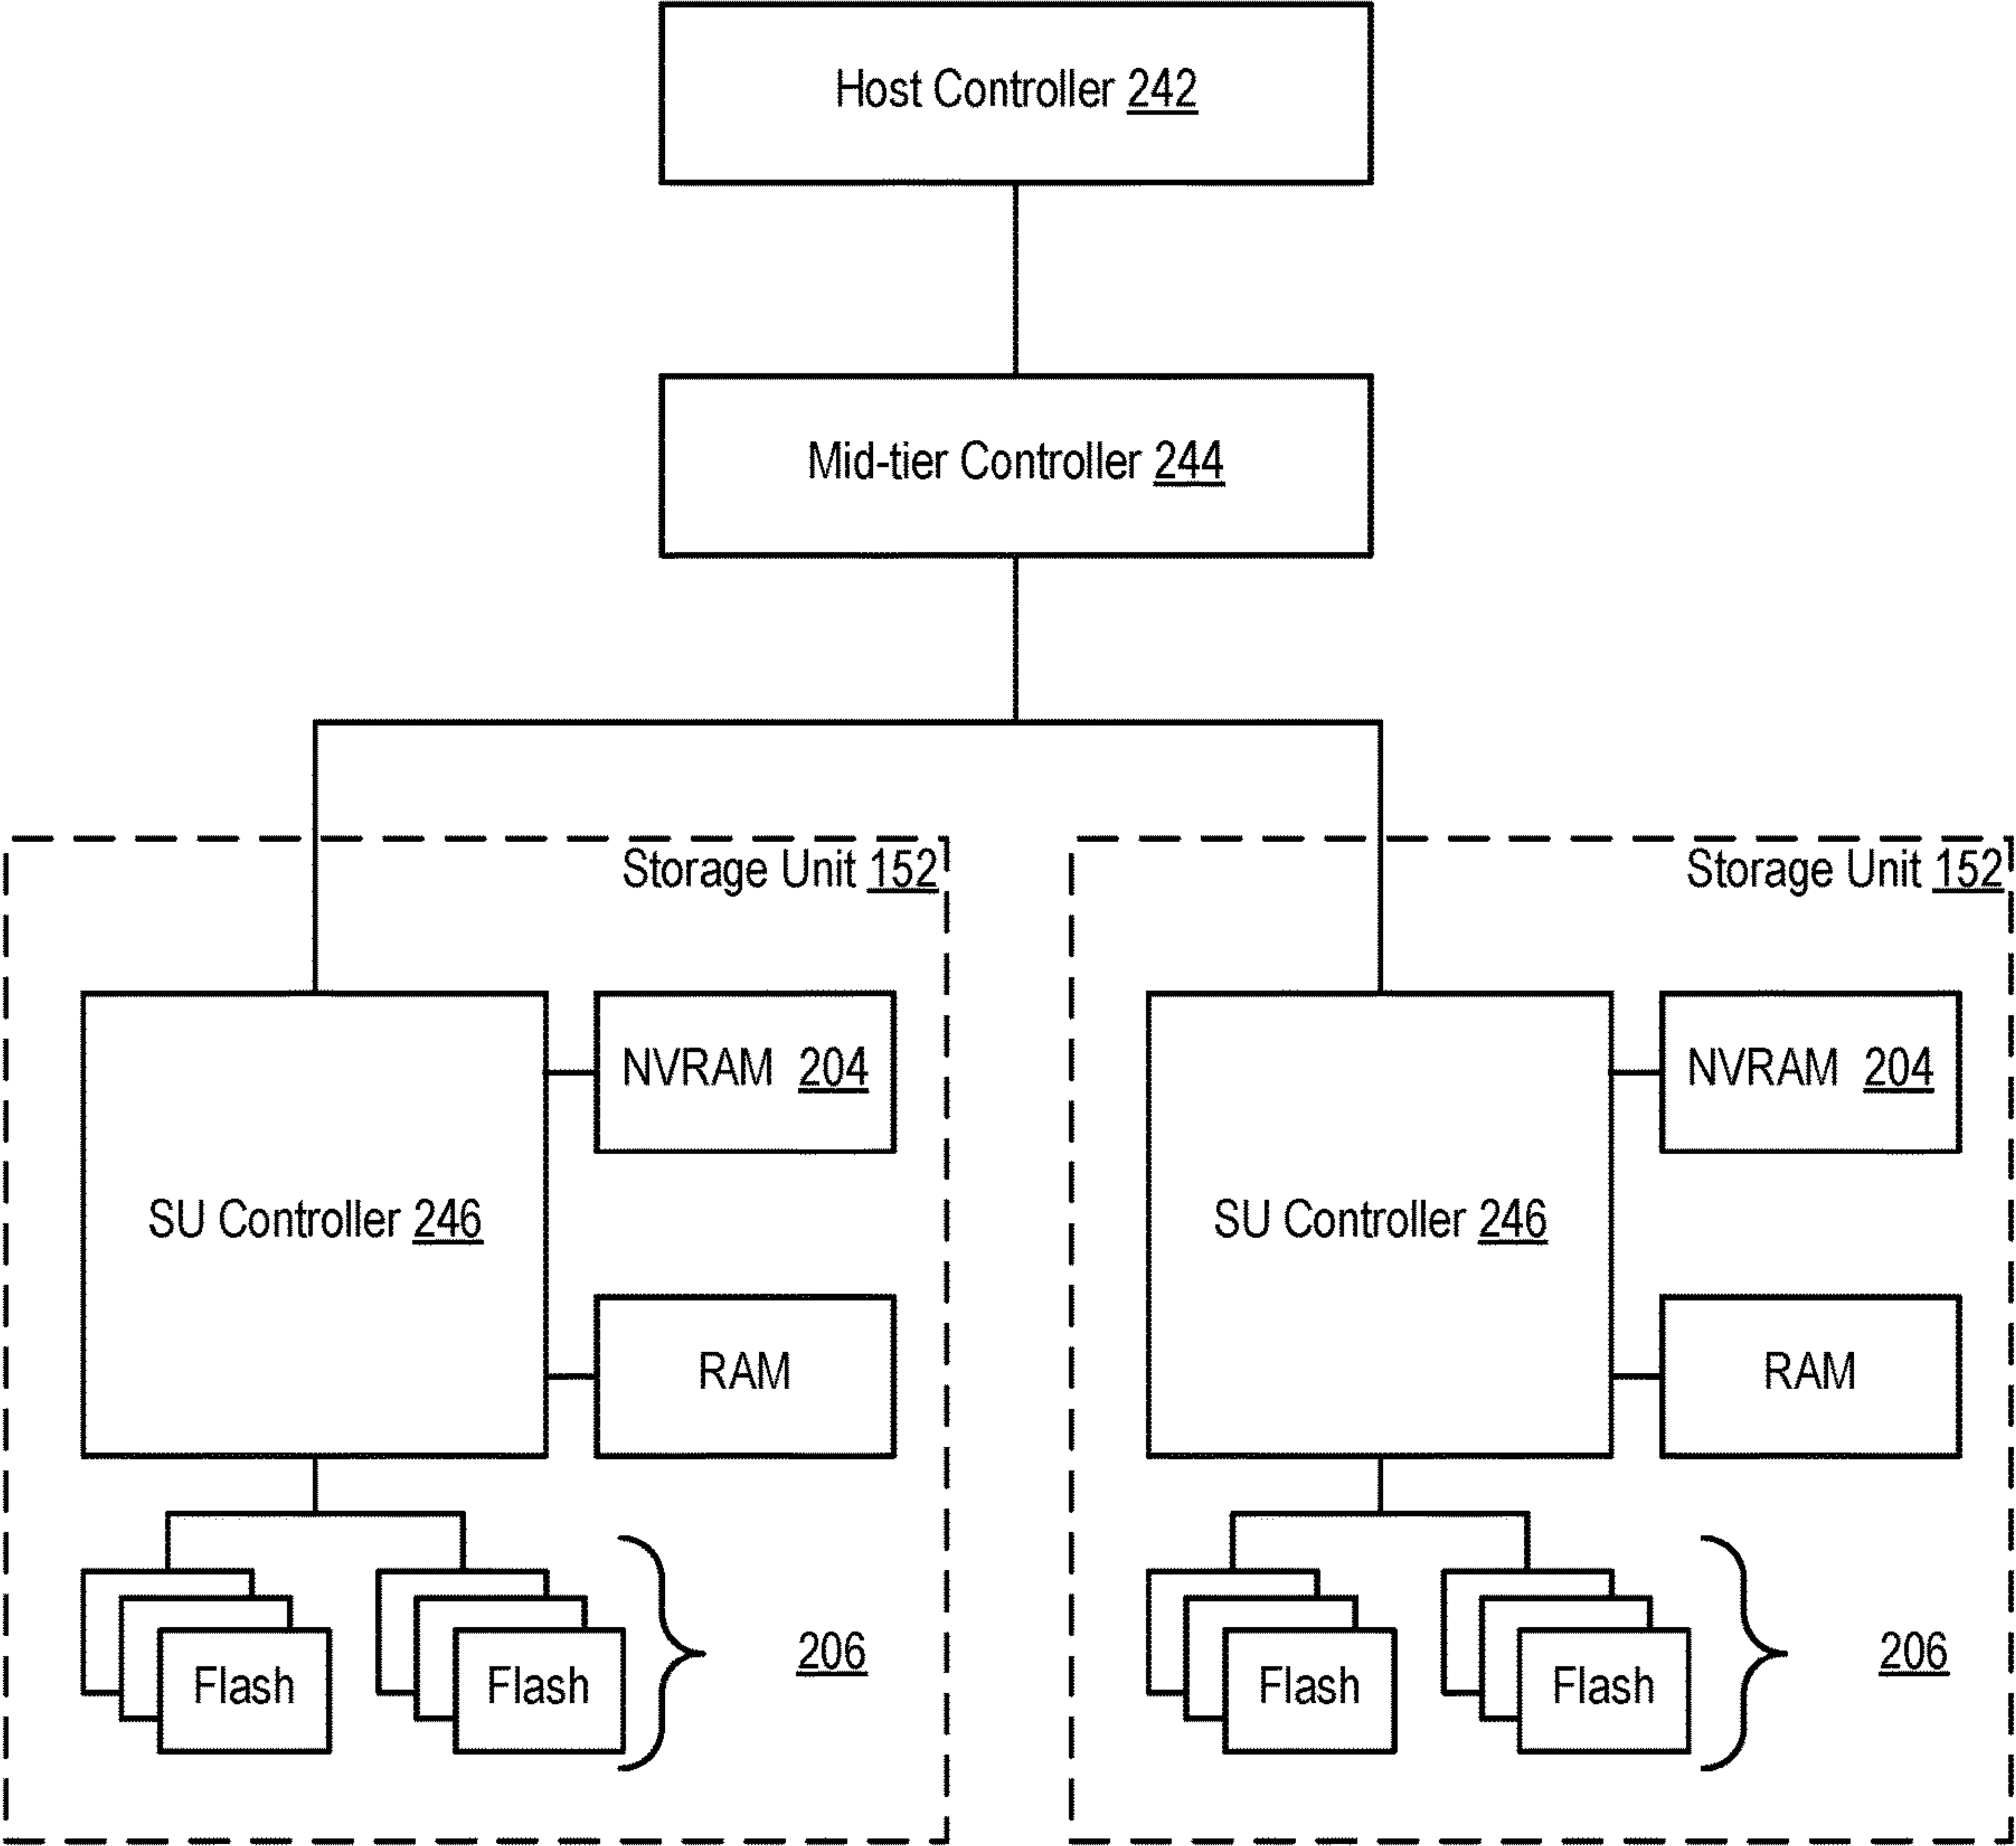 Host Controller 242
Mid-tier Controller 244
Storage Unit 152
Storage Unit 152
NVRAM 204
NVRAM 204
SU Controller 246
SU Controller 246
RAM
RAM
Flash
Flash
206
Flash
Flash
206